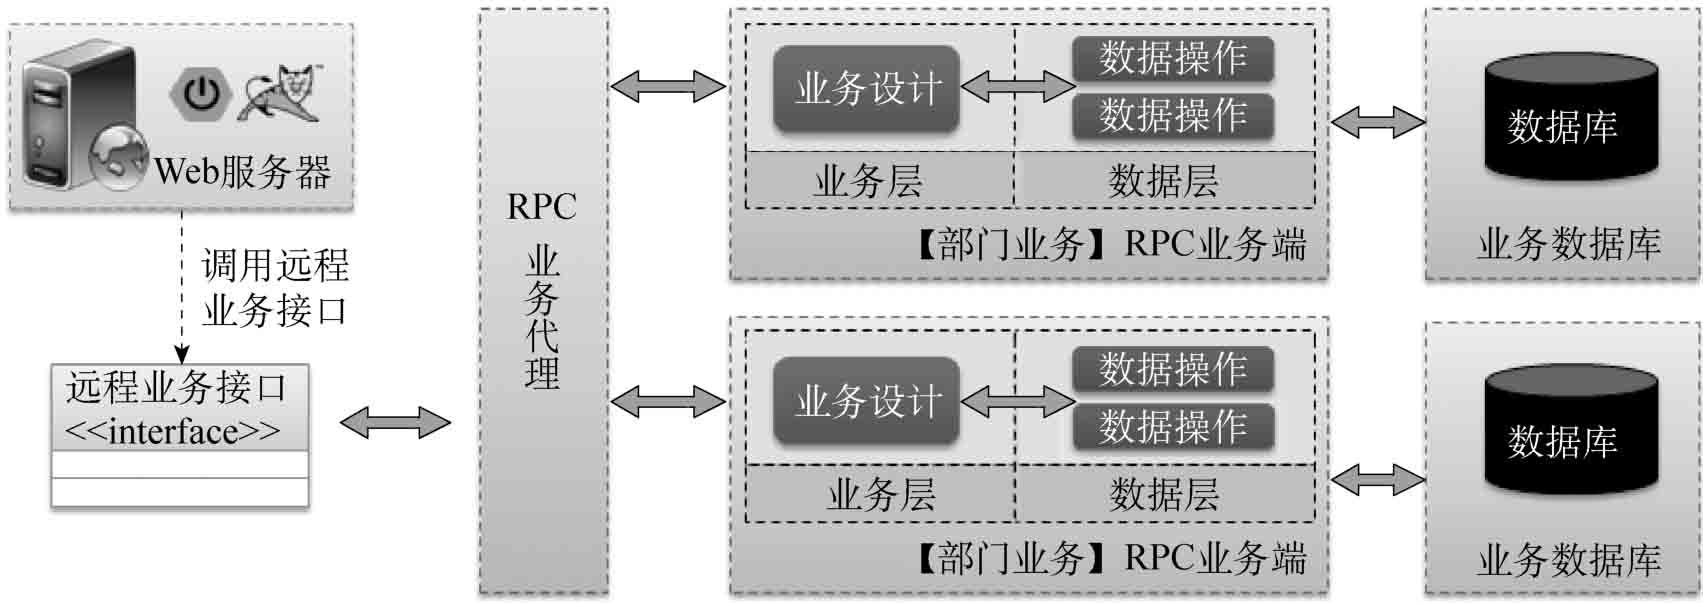 Web服务器
调用远程
业务接口
远程业务接口
<<interface>>
RPC
业
务
代
理
业务设计
数据操作
数据操作
业务层
数据层
【部门业务】RPC业务端
数据库
业务数据库
业务设计
数据操作
数据操作
业务层
数据层
【部门业务】RPC业务端
数据库
业务数据库